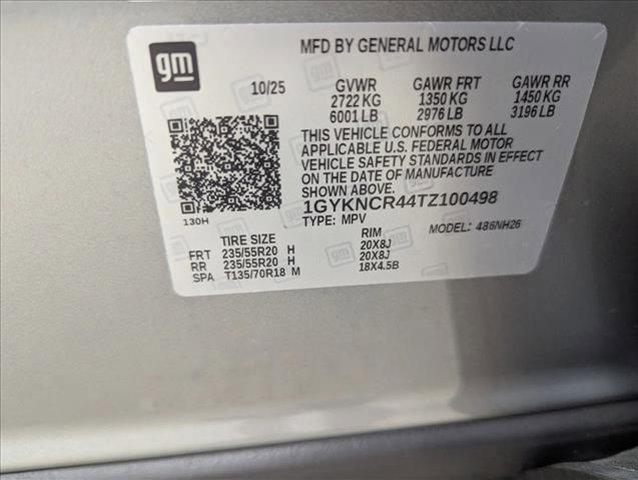 gm
MFD BY GENERAL MOTORS LLC
10/25 GVWR GAWR FRT GAWR RR
2722 KG 1350 KG 1450 KG
6001 LB 2976 LB 3196 LB
THIS VEHICLE CONFORMS TO ALL
APPLICABLE U.S. FEDERAL MOTOR
VEHICLE SAFETY STANDARDS IN EFFECT
ON THE DATE OF MANUFACTURE
SHOWN ABOVE.
1GYKNCR44TZ100498
130H TYPE: MPV MODEL: 486NH26
TIRE SIZE RIM
FRT 235/55R20 H 20X8J
RR 235/55R20 H 20X8J
SPA T135/70R18 M 18X4.5B